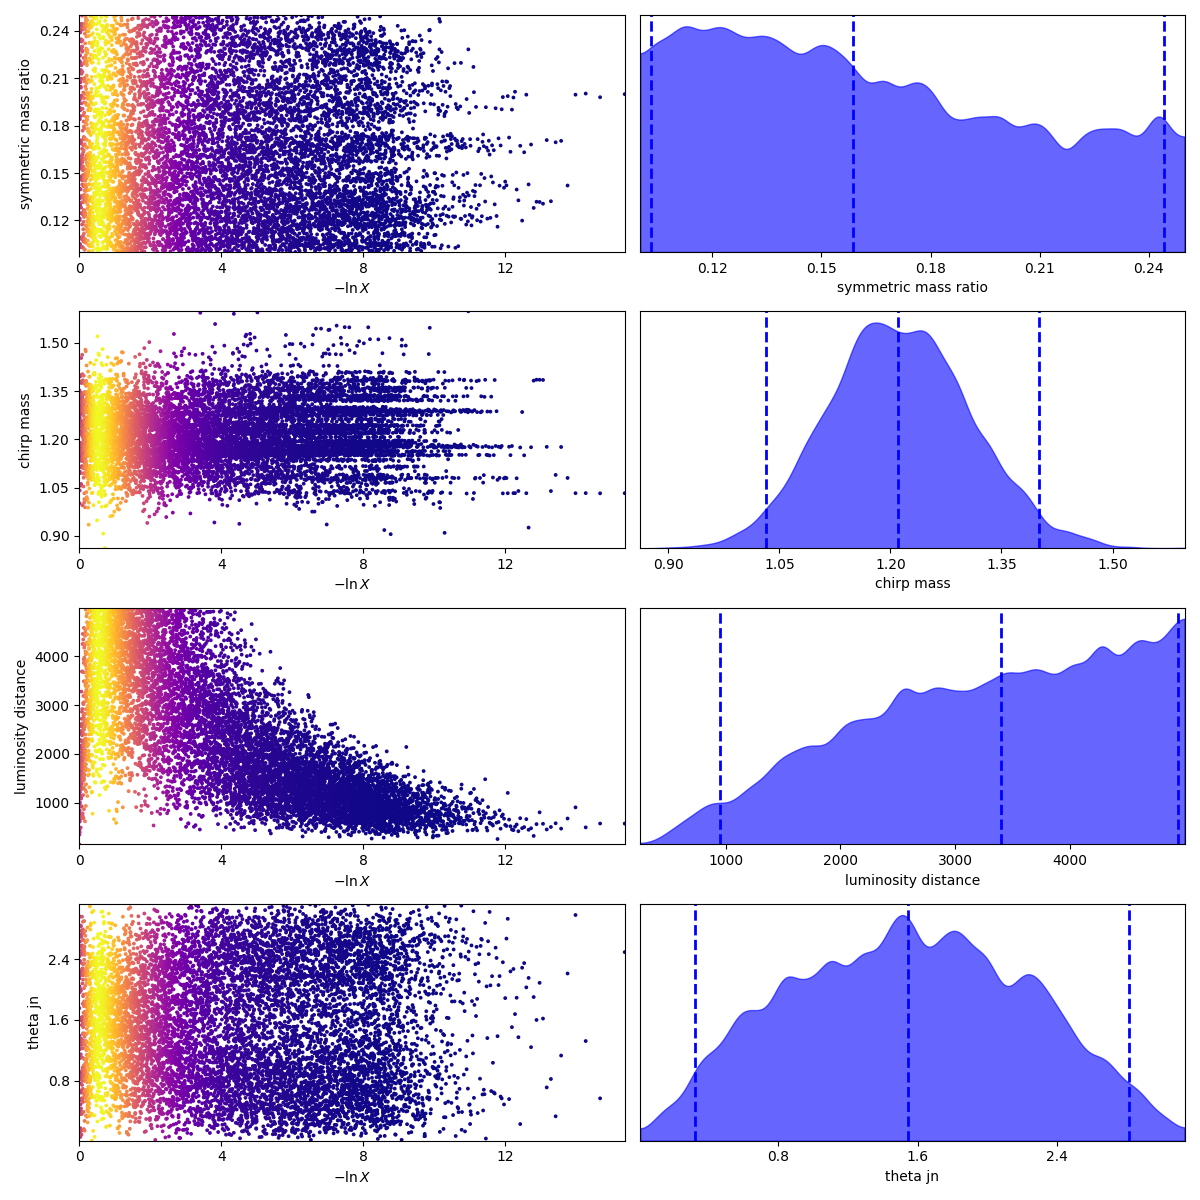 symmetric mass ratio
0.24
0.21
0.18
0.15
0.12
0 4 8 12
−ln X
0.12 0.15 0.18 0.21 0.24
symmetric mass ratio
chirp mass
1.50
1.35
1.20
1.05
0.90
0 4 8 12
−ln X
0.90 1.05 1.20 1.35 1.50
chirp mass
luminosity distance
4000
3000
2000
1000
0 4 8 12
−ln X
1000 2000 3000 4000
luminosity distance
theta jn
2.4
1.6
0.8
0 4 8 12
−ln X
0.8 1.6 2.4
theta jn